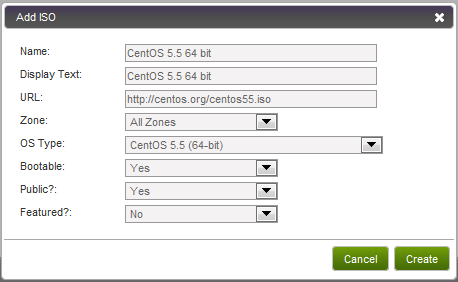 Add ISO
Name: CentOS 5.5 64 bit
Display Text: CentOS 5.5 64 bit
URL: http://centos.org/centos55.iso
Zone: All Zones
OS Type: CentOS 5.5 (64-bit)
Bootable: Yes
Public?: Yes
Featured?: No
Cancel Create